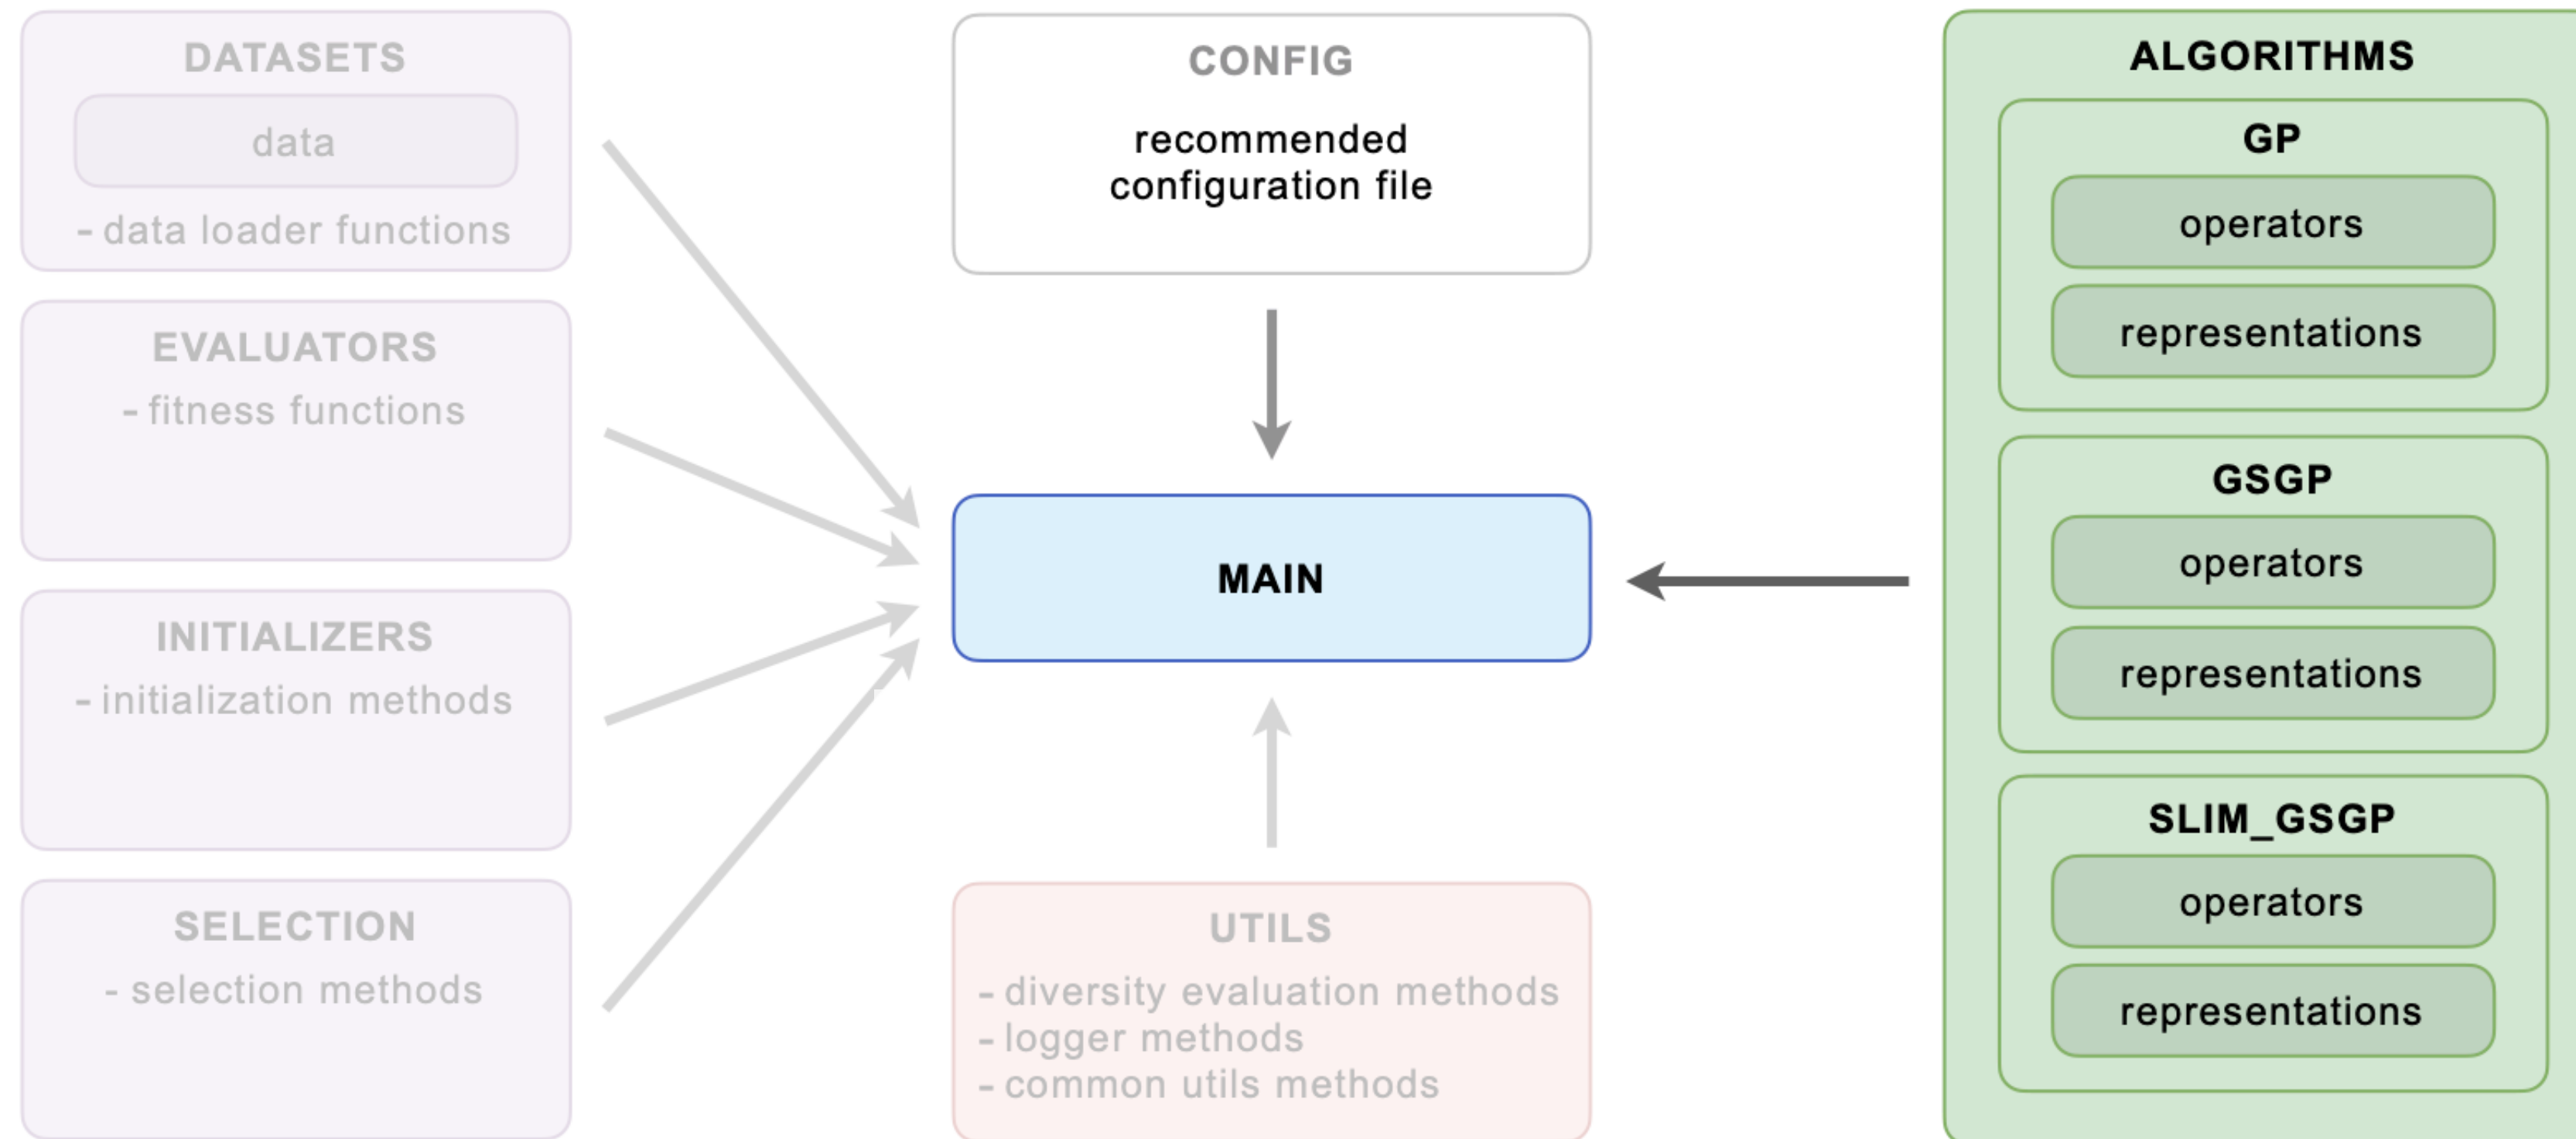 DATASETS
data
- data loader functions
EVALUATORS
- fitness functions
INITIALIZERS
- initialization methods
SELECTION
- selection methods
CONFIG
recommended
configuration file
MAIN
UTILS
- diversity evaluation methods
- logger methods
- common utils methods
ALGORITHMS
GP
operators
representations
GSGP
operators
representations
SLIM_GSGP
operators
representations